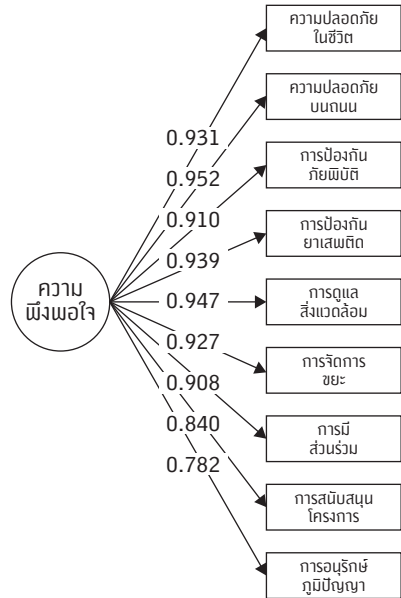 ความปลอดภัย
ในชีวิต
ความปลอดภัย
บนถนน
0.931
การป้องกัน
ภัยพิบัติ
0.952
0.910
การป้องกัน
ยาเสพติด
0.939
ความ
พึงพอใจ
0.947
การดูแล
สิ่งแวดล้อม
0.927
การจัดการ
ขยะ
0.908
การมี
ส่วนร่วม
0.840
0.782
การสนับสนุน
โครงการ
การอนุรักษ์
ภูมิปัญญา